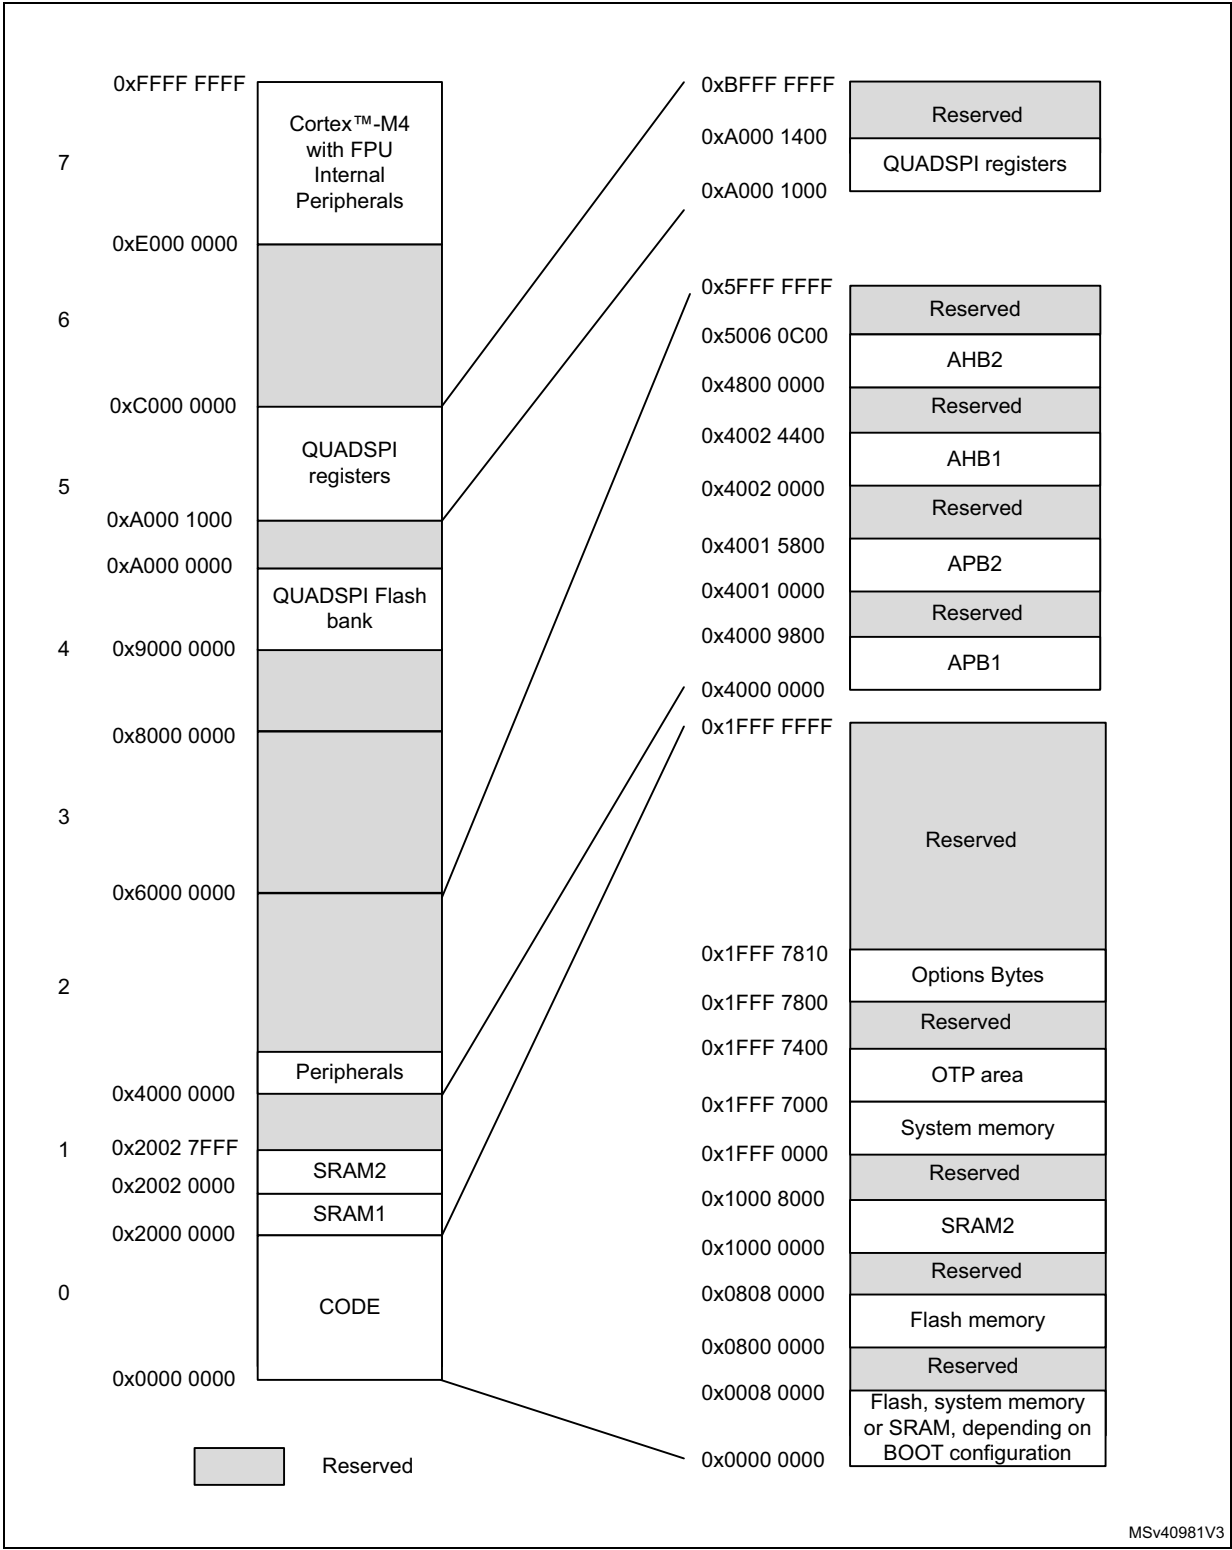 0xFFFF FFFF
Cortex™-M4
with FPU
Internal
Peripherals
7
0xE000 0000
6
0xC000 0000
QUADSPI
registers
5
0xA000 1000
0xA000 0000
QUADSPI Flash
bank
4
0x9000 0000
0x8000 0000
3
0x6000 0000
2
Peripherals
0x4000 0000
1
0x2002 7FFF
SRAM2
0x2002 0000
SRAM1
0x2000 0000
0
CODE
0x0000 0000
Reserved
0xBFFF FFFF
Reserved
0xA000 1400
QUADSPI registers
0xA000 1000
0x5FFF FFFF
Reserved
0x5006 0C00
AHB2
0x4800 0000
Reserved
0x4002 4400
AHB1
0x4002 0000
Reserved
0x4001 5800
APB2
0x4001 0000
Reserved
0x4000 9800
APB1
0x4000 0000
0x1FFF FFFF
Reserved
0x1FFF 7810
Options Bytes
0x1FFF 7800
Reserved
0x1FFF 7400
OTP area
0x1FFF 7000
System memory
0x1FFF 0000
Reserved
0x1000 8000
SRAM2
0x1000 0000
Reserved
0x0808 0000
Flash memory
0x0800 0000
Reserved
0x0008 0000
Flash, system memory
or SRAM, depending on
BOOT configuration
0x0000 0000
MSv40981V3